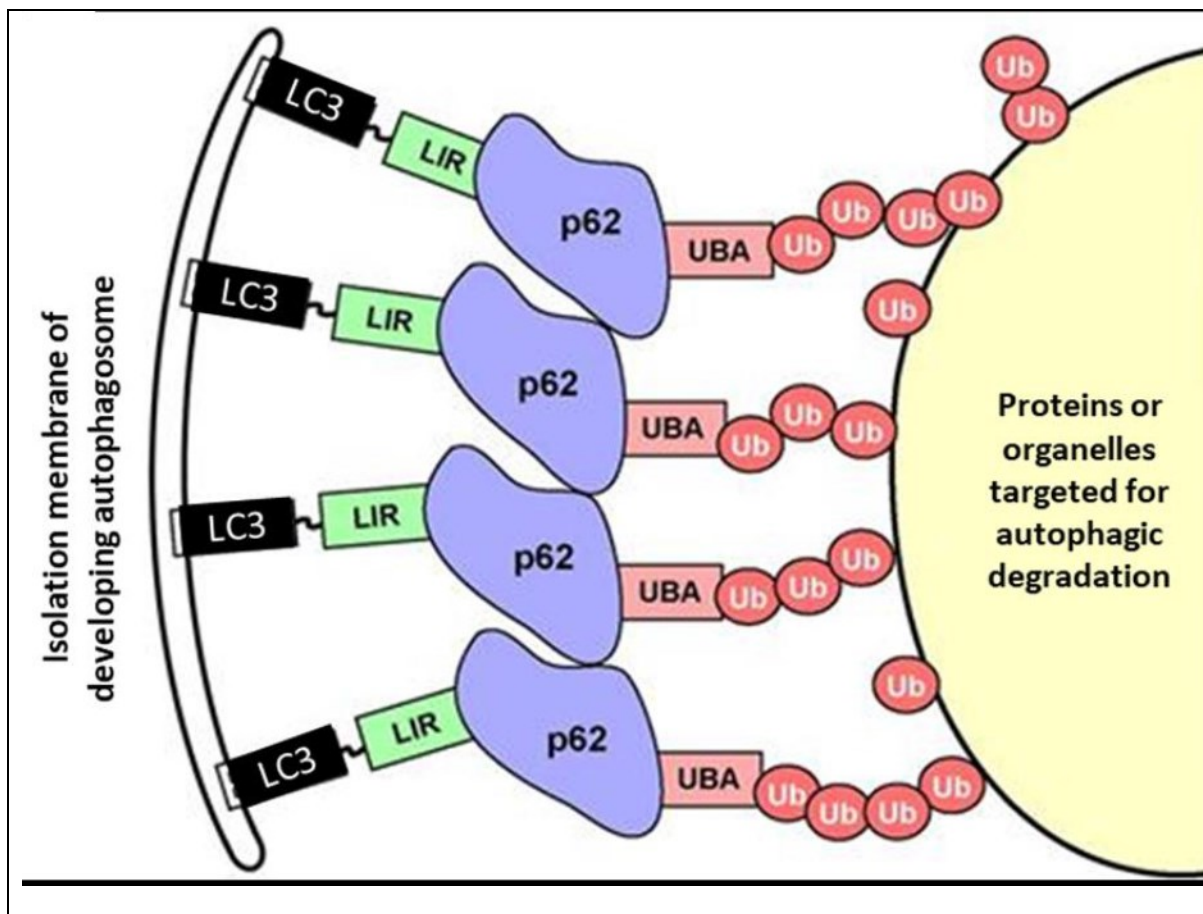 Isolation membrane of
developing autophagosome
LC3
LIR
p62
UBA
Ub
Ub
Ub
Ub
Ub
Ub
Ub
LC3
LIR
p62
UBA
Ub
Ub
Ub
LC3
LIR
p62
UBA
Ub
Ub
Ub
Ub
LC3
LIR
p62
UBA
Ub
Ub
Ub
Ub
Proteins or
organelles
targeted for
autophagic
degradation